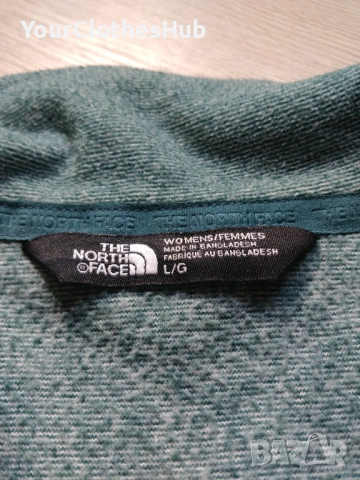 YourClothesHub
THE NORTH FACE THE NORTH FACE THE
THE
NORTH
FACE
WOMENS/FEMMES
MADE IN BANGLADESH
FABRIQUE AU BANGLADESH
L/G
BAZAR